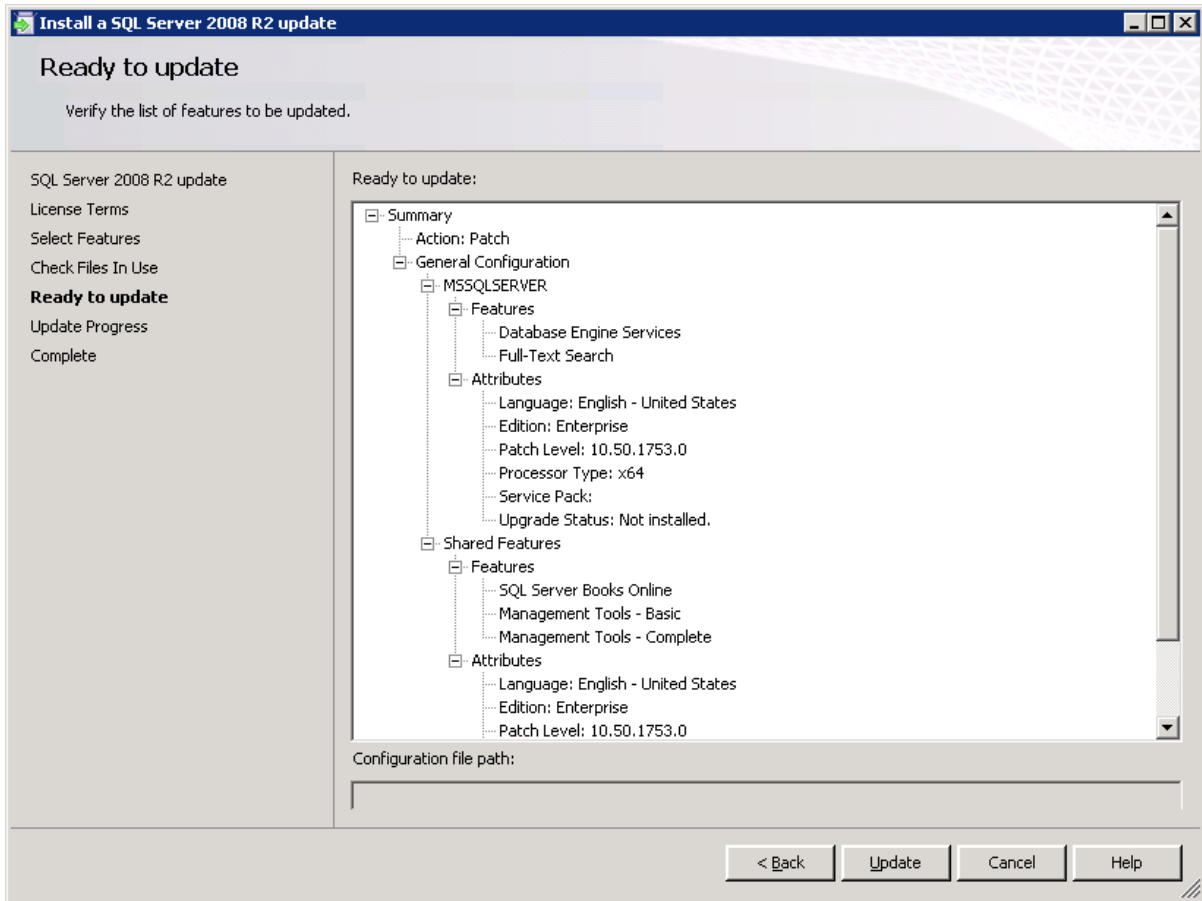 Install a SQL Server 2008 R2 update
Ready to update
Verify the list of features to be updated.
SQL Server 2008 R2 update
License Terms
Select Features
Check Files In Use
Ready to update
Update Progress
Complete
Ready to update:
Summary
Action: Patch
General Configuration
MSSQLSERVER
Features
Database Engine Services
Full-Text Search
Attributes
Language: English - United States
Edition: Enterprise
Patch Level: 10.50.1753.0
Processor Type: x64
Service Pack:
Upgrade Status: Not installed.
Shared Features
Features
SQL Server Books Online
Management Tools - Basic
Management Tools - Complete
Attributes
Language: English - United States
Edition: Enterprise
Patch Level: 10.50.1753.0
Configuration file path:
< Back Update Cancel Help